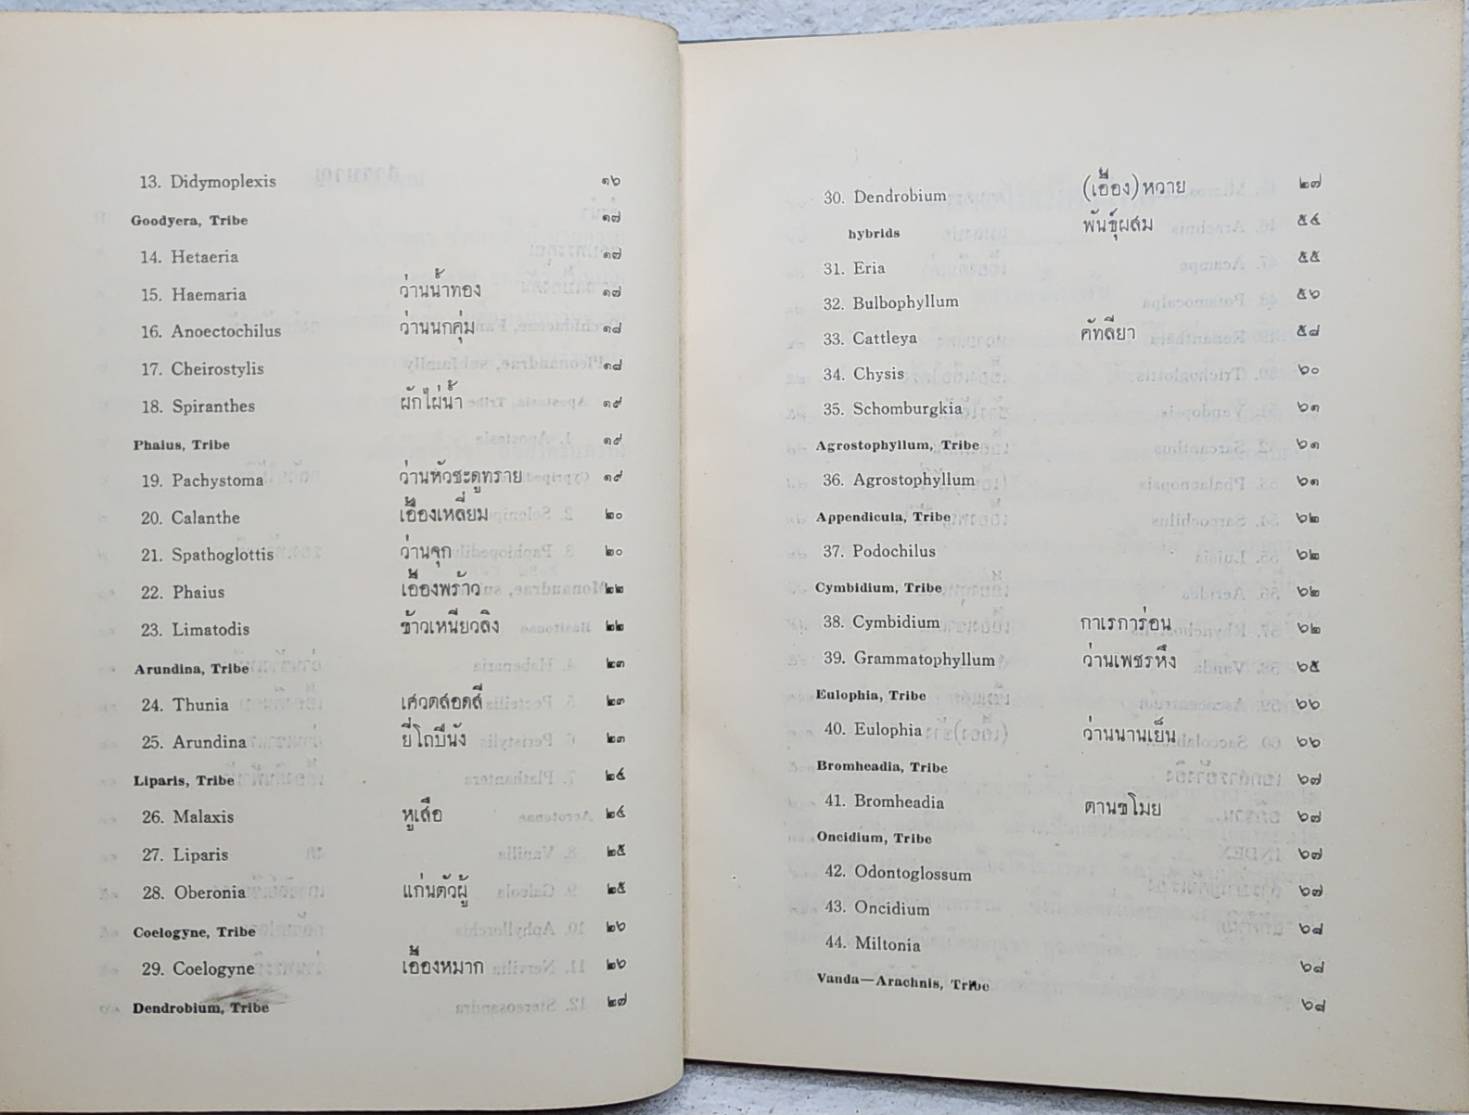 13. Didymoplexis ๑๖
Goodyera, Tribe ๑๗
14. Hetaeria ๑๗
15. Haemaria ว่านน้ำทอง ๑๗
16. Anoectochilus ว่านนกคุ่ม ๑๘
17. Cheirostylis ๑๘
18. Spiranthes ผักไผ่น้ำ ๑๙
Phaius, Tribe ๑๙
19. Pachystoma ว่านหัวชะดูทราย ๑๙
20. Calanthe เอื้องเหลี่ยม ๒๐
21. Spathoglottis ว่านจุก ๒๐
22. Phaius เอื้องพร้าว ๒๒
23. Limatodis ข้าวเหนียวลิง ๒๒
Arundina, Tribe ๒๓
24. Thunia เศวตสอดสี ๒๓
25. Arundina ยี่โถปีนัง ๒๓
Liparis, Tribe ๒๔
26. Malaxis หูเสือ ๒๔
27. Liparis ๒๕
28. Oberonia แก่นตัวผู้ ๒๕
Coelogyne, Tribe ๒๖
29. Coelogyne เอื้องหมาก ๒๖
Dendrobium, Tribe ๒๗
30. Dendrobium (เอื้อง)หวาย ๒๗
hybrids พันธุ์ผสม ๕๔
31. Eria ๕๕
32. Bulbophyllum ๕๖
33. Cattleya คัทลียา ๕๘
34. Chysis ๖๐
35. Schomburgkia ๖๑
Agrostophyllum, Tribe ๖๑
36. Agrostophyllum ๖๑
Appendicula, Tribe ๖๒
37. Podochilus ๖๒
Cymbidium, Tribe ๖๒
38. Cymbidium กาเรการ่อน ๖๒
39. Grammatophyllum ว่านเพชรหึง ๖๕
Eulophia, Tribe ๖๖
40. Eulophia ว่านนานเย็น ๖๖
Bromheadia, Tribe ๖๗
41. Bromheadia ตานขโมย ๖๗
Oncidium, Tribe ๖๗
42. Odontoglossum ๖๗
43. Oncidium ๖๘
44. Miltonia ๖๘
Vanda—Arachnis, Tribe ๖๘